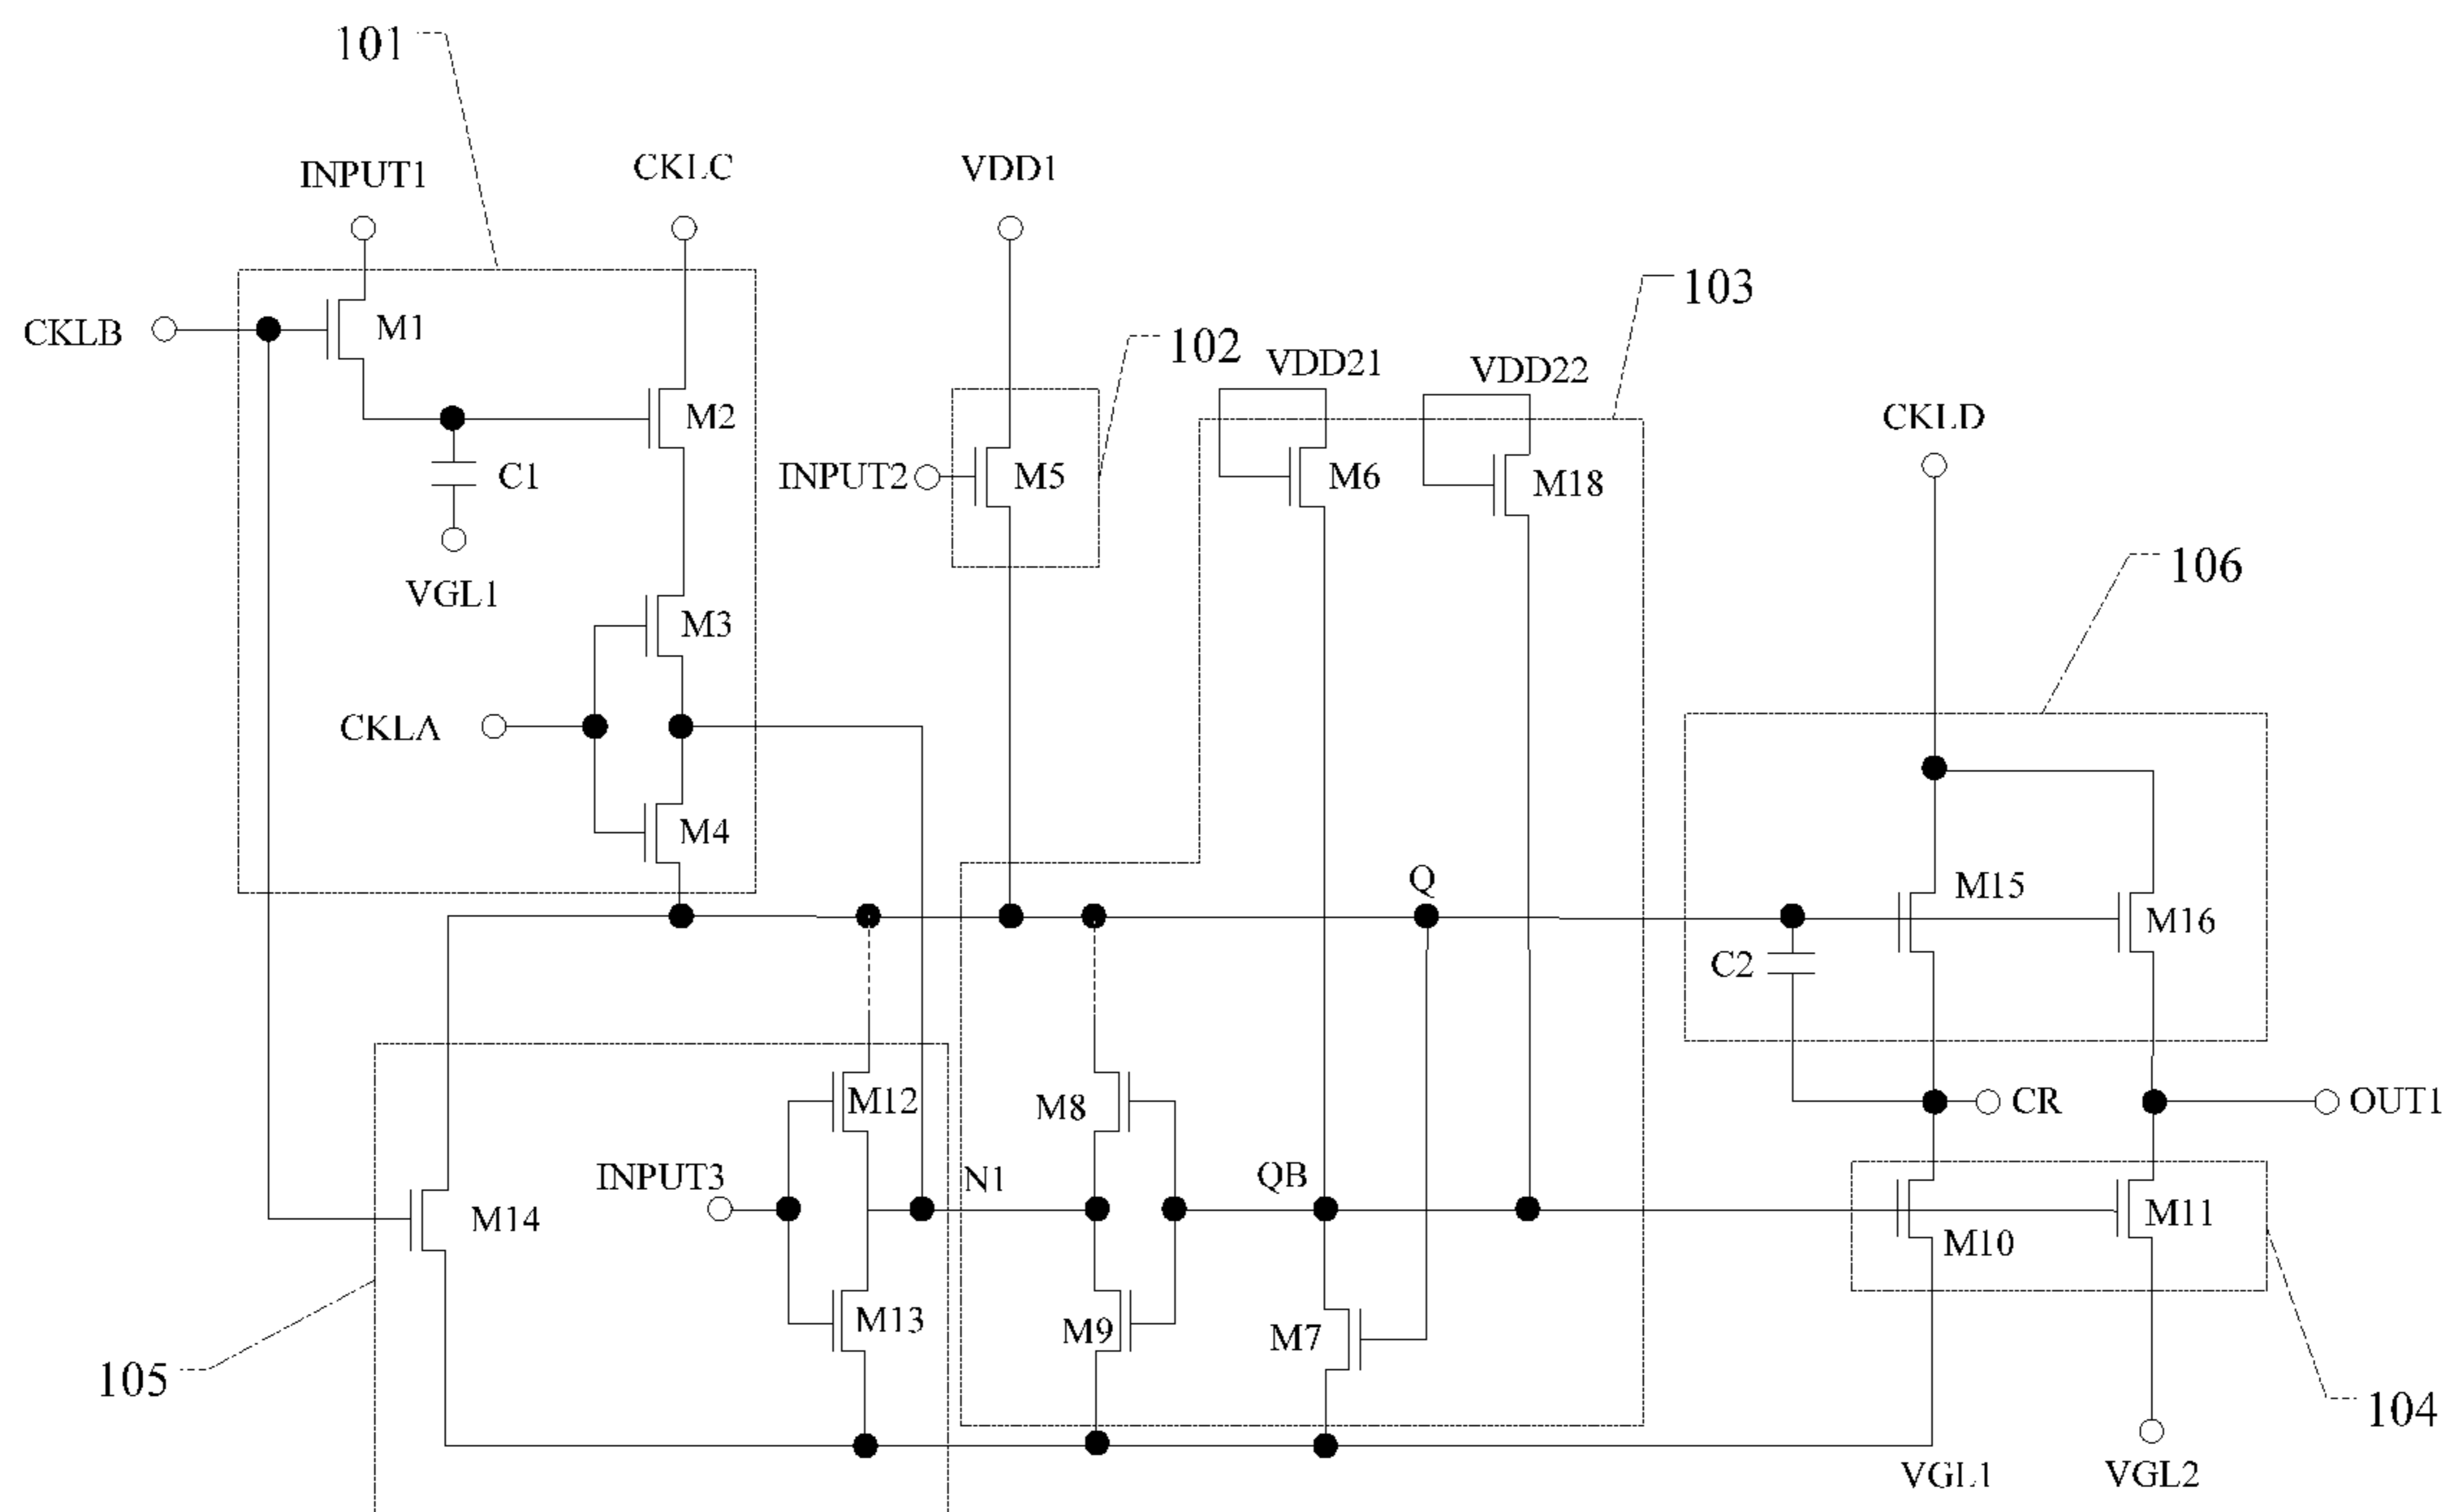 101
INPUT1
CKLC
VDD1
103
CKLB
M1
102
VDD21
VDD22
M2
CKLD
C1
INPUT2
M5
M6
M18
VGL1
106
M3
CKLA
M4
Q
M15
M16
C2
M12
M8
CR
OUT1
INPUT3
N1
QB
M14
M11
M10
M13
M9
M7
105
104
VGL1
VGL2